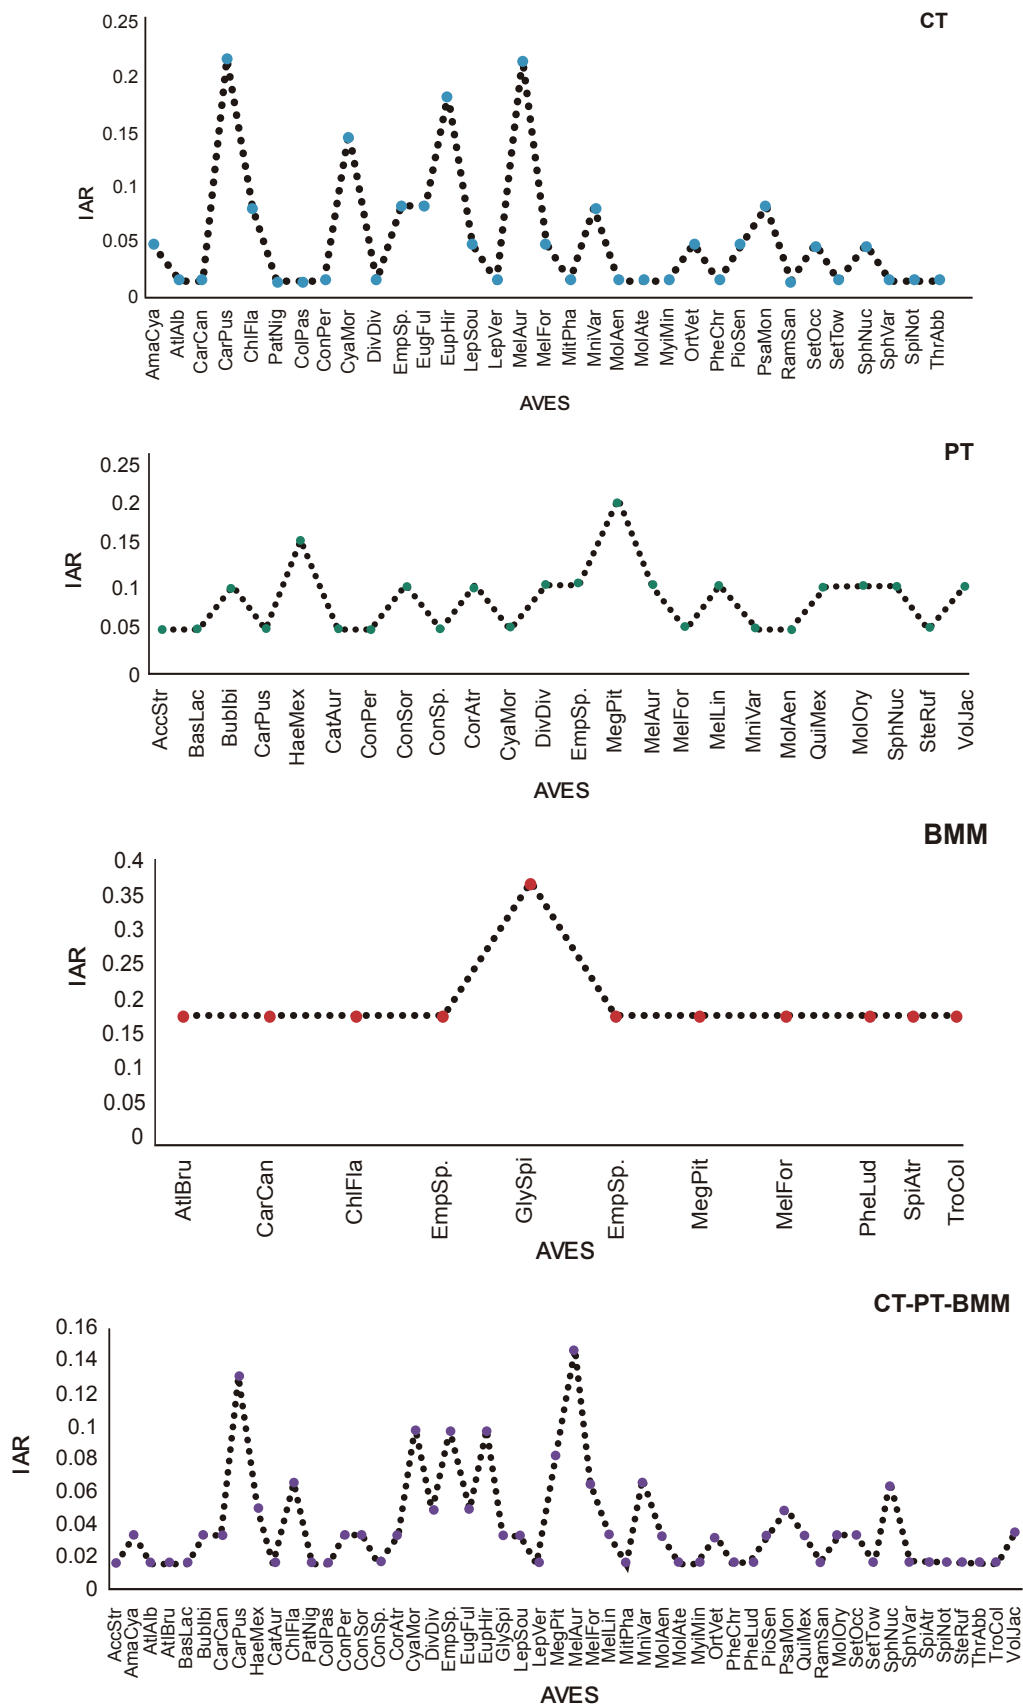 CT
0.25
0.2
0.15
0.1
0.05
0
IAR
AmaCya
AtlAlb
CarCan
CarPus
ChlFla
PatNig
ColPas
ConPer
CyaMor
DivDiv
EmpSp.
EugFul
EupHir
LepSou
LepVer
MelAur
MelFor
MitPha
MniVar
MolAen
MolAte
MyiMin
OrtVet
PheChr
PioSen
PsaMon
RamSan
SetOcc
SetTow
SphNuc
SphVar
SpiNot
ThrAbb
AVES
PT
0.25
0.2
0.15
0.1
0.05
0
IAR
AccStr
BasLac
BubIbi
CarPus
HaeMex
CatAur
ConPer
ConSor
ConSp.
CorAtr
CyaMor
DivDiv
EmpSp.
MegPit
MelAur
MelFor
MelLin
MniVar
MolAen
QuiMex
MolOry
SphNuc
SteRuf
VolJac
AVES
BMM
0.4
0.35
0.3
0.25
0.2
0.15
0.1
0.05
0
IAR
AtlBru
CarCan
ChlFla
EmpSp.
GlySpi
EmpSp.
MegPit
MelFor
PheLud
SpiAtr
TroCol
AVES
CT-PT-BMM
0.16
0.14
0.12
0.1
0.08
0.06
0.04
0.02
0
IAR
AccStr
AmaCya
AtlAlb
AtlBru
BasLac
BubIbi
CarCan
CarPus
HaeMex
CatAur
ChlFla
PatNig
ColPas
ConPer
ConSor
ConSp.
CorAtr
CyaMor
DivDiv
EmpSp.
EugFul
EupHir
GlySpi
LepSou
LepVer
MegPit
MelAur
MelFor
MelLin
MitPha
MniVar
MolAen
MolAte
MyiMin
OrtVet
PheChr
PheLud
PioSen
PsaMon
QuiMex
RamSan
MolOry
SetOcc
SetTow
SphNuc
SphVar
SpiAtr
SpiNot
SteRuf
ThrAbb
TroCol
VolJac
AVES